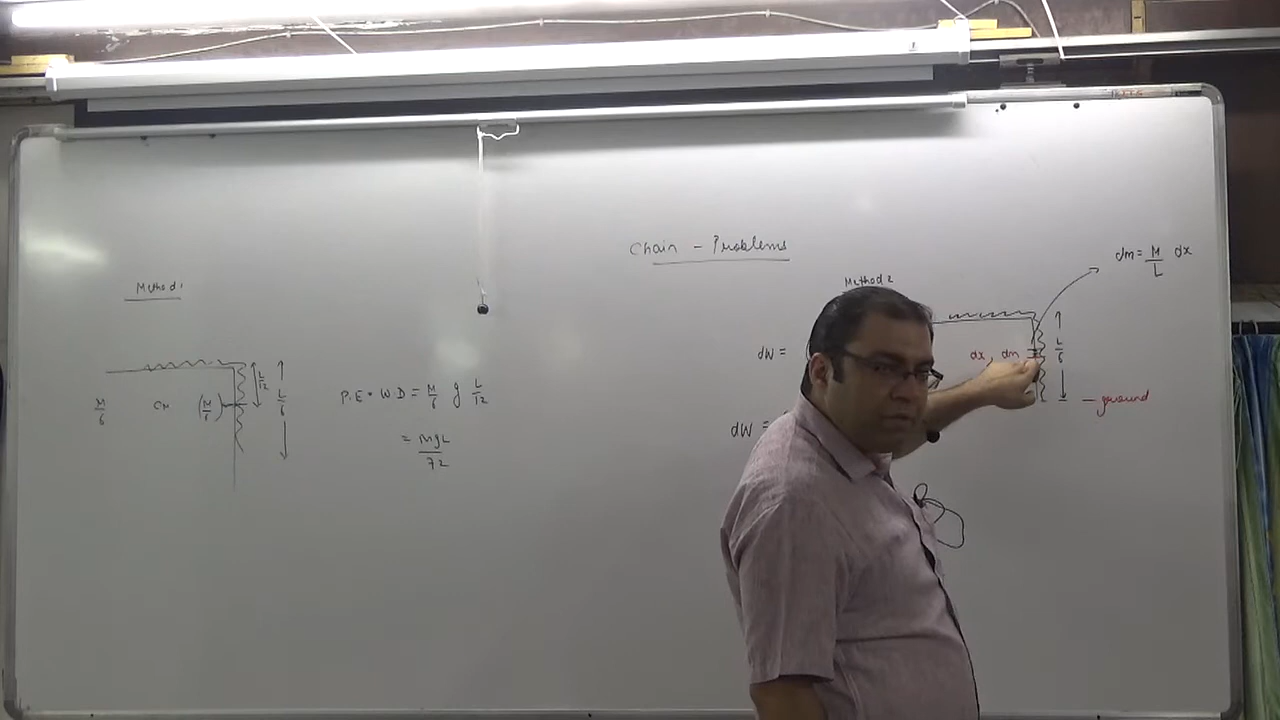 Chain - Problems
Method 1
L/12
L/6
M/6
CM
(M/6)
P.E = W D = M/6 g L/12
= MgL/72
Method 2
dm = M/L dx
dx, dm
L/6
ground
dW =
dW =